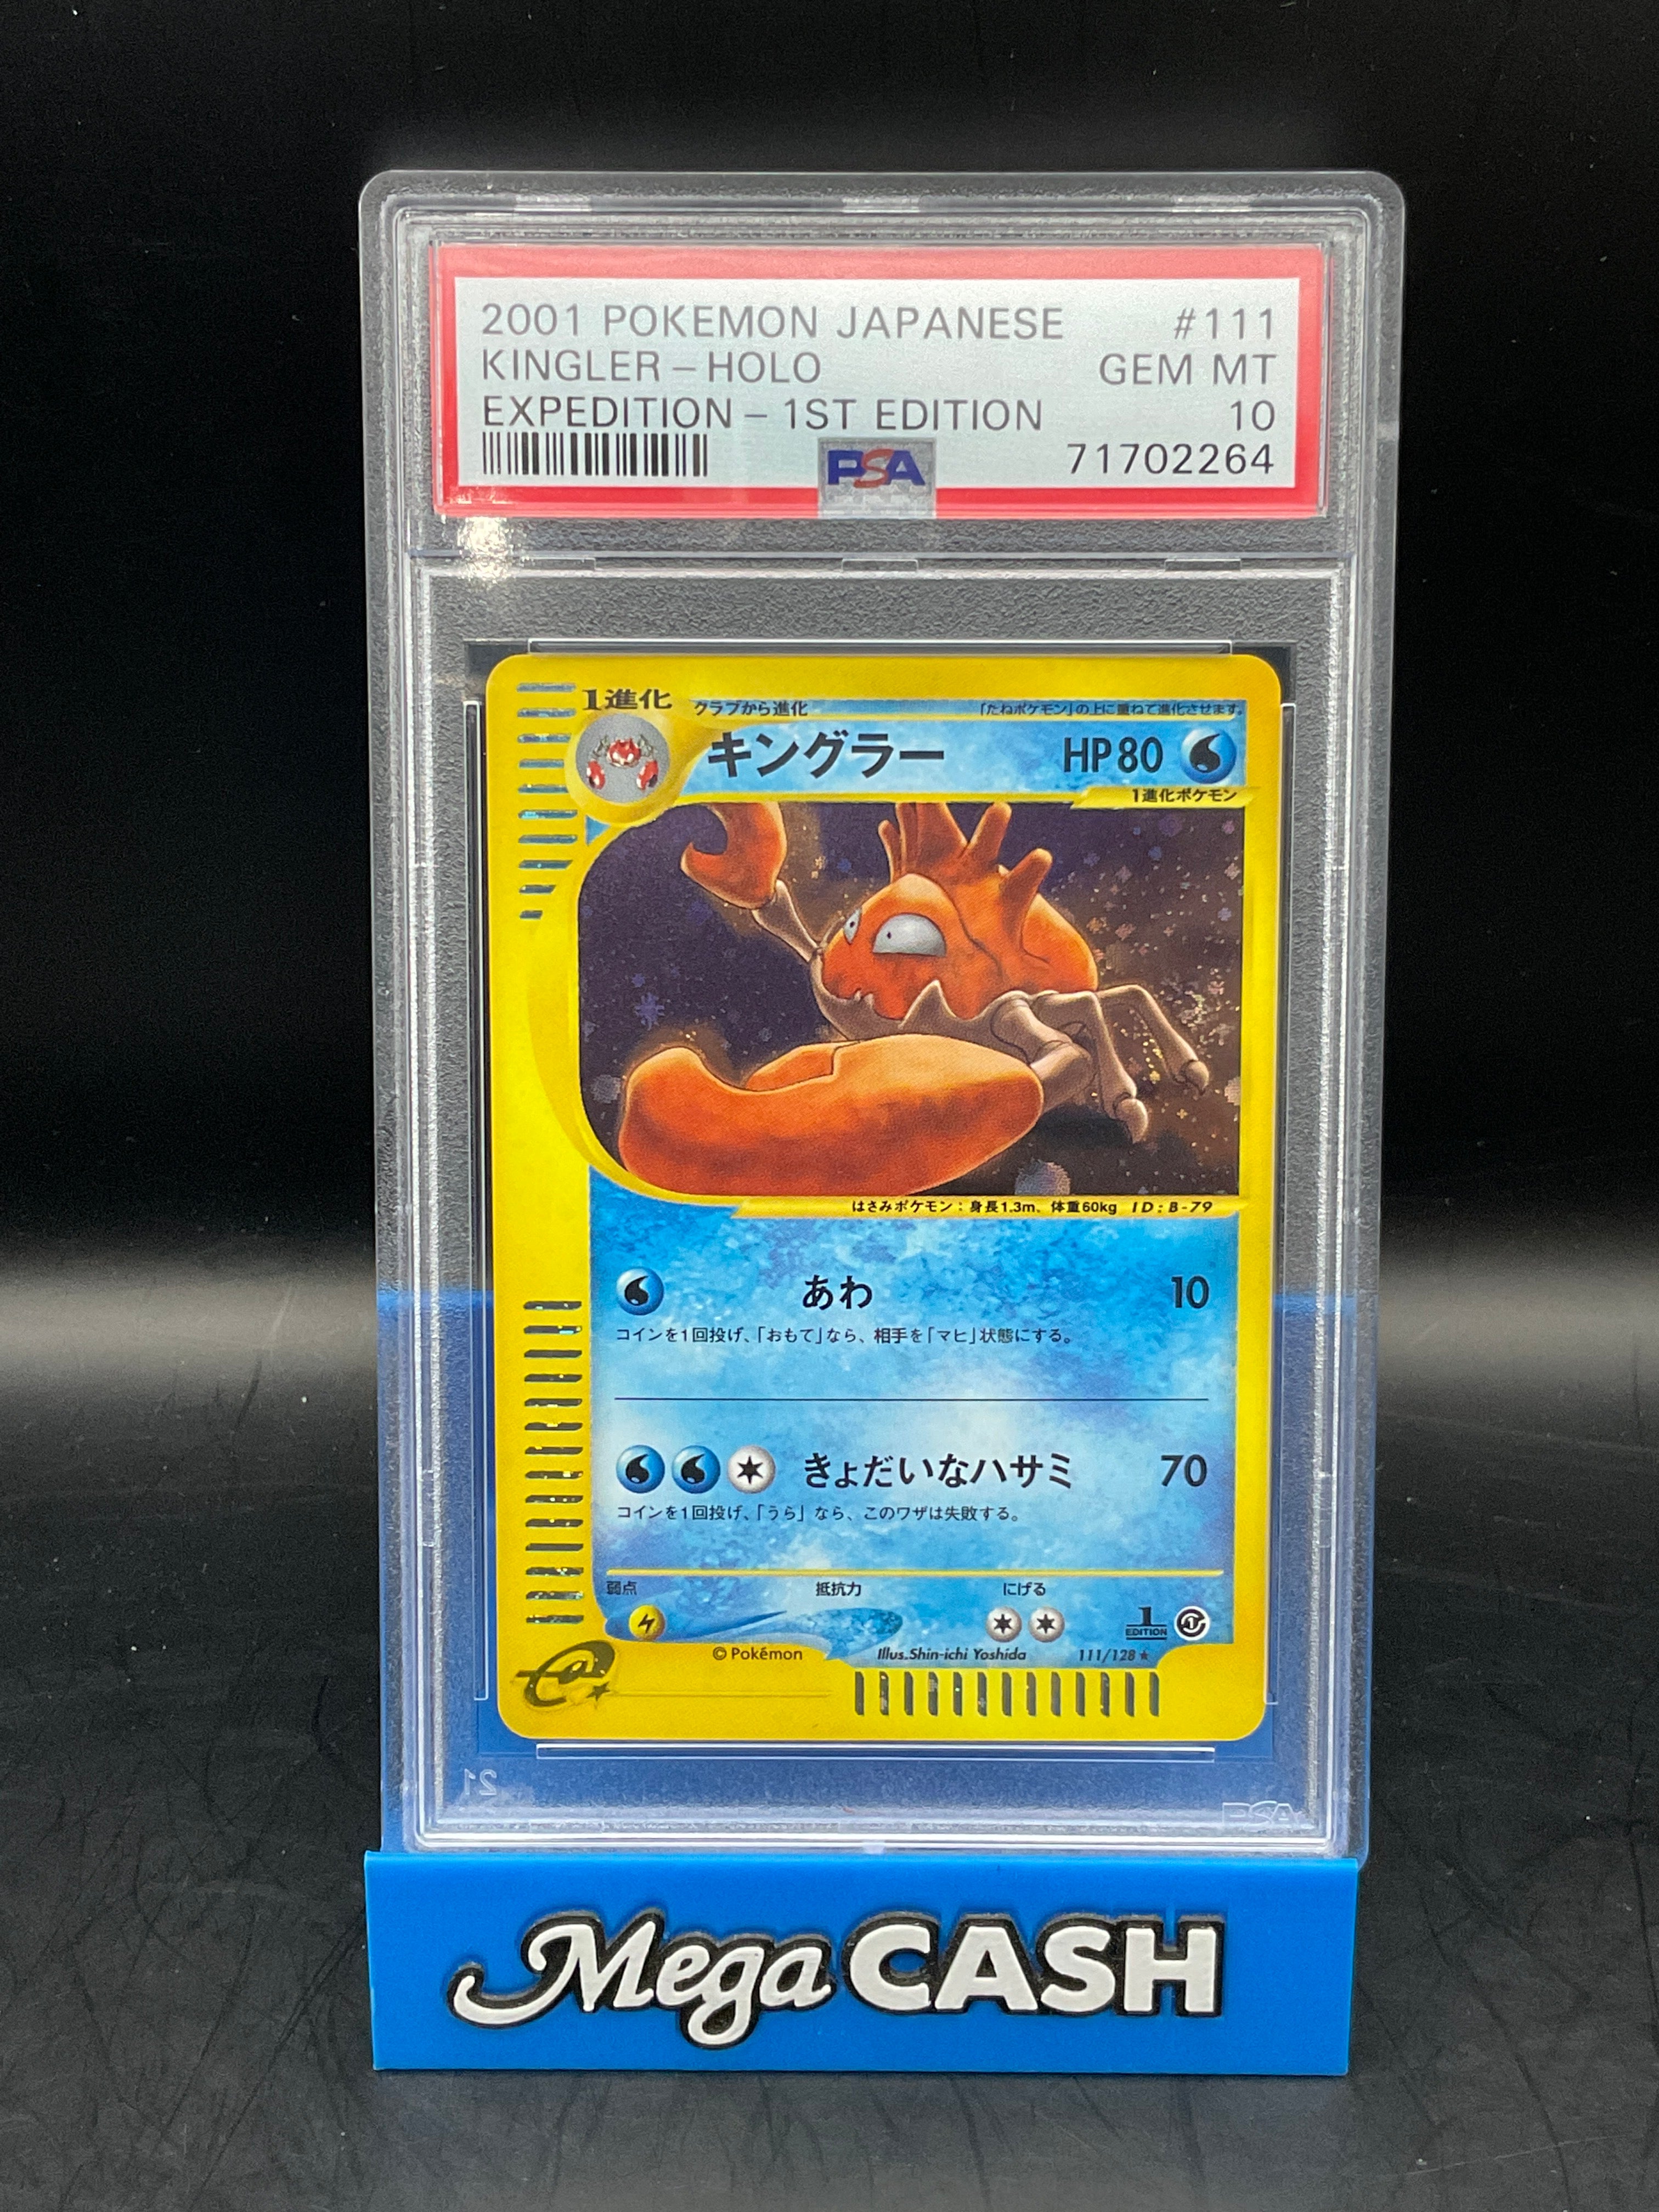 2001 POKEMON JAPANESE #111
KINGLER - HOLO GEM MT
EXPEDITION - 1ST EDITION 10
PSA 71702264
1進化 クラブから進化 「たねポケモン」の上に重ねて進化させます。
キングラー HP80
1進化ポケモン
はさみポケモン：身長1.3m、体重60kg ID:B-79
あわ 10
コインを1回投げ、「おもて」なら、相手を「マヒ」状態にする。
きょだいなハサミ 70
コインを1回投げ、「うら」なら、このワザは失敗する。
弱点 抵抗力 にげる
1 EDITION
© Pokémon Illus.Shin-ichi Yoshida 111/128 ★
e
21 PSA
Mega CASH